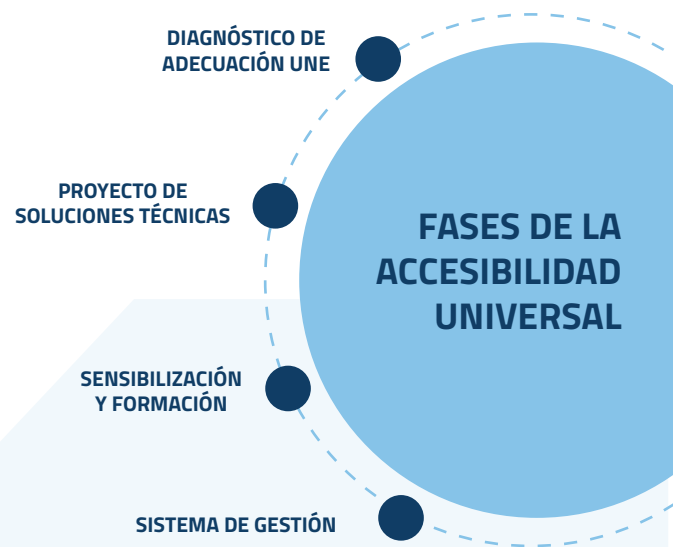 DIAGNÓSTICO DE
ADECUACIÓN UNE
PROYECTO DE
SOLUCIONES TÉCNICAS
FASES DE LA
ACCESIBILIDAD
UNIVERSAL
SENSIBILIZACIÓN
Y FORMACIÓN
SISTEMA DE GESTIÓN